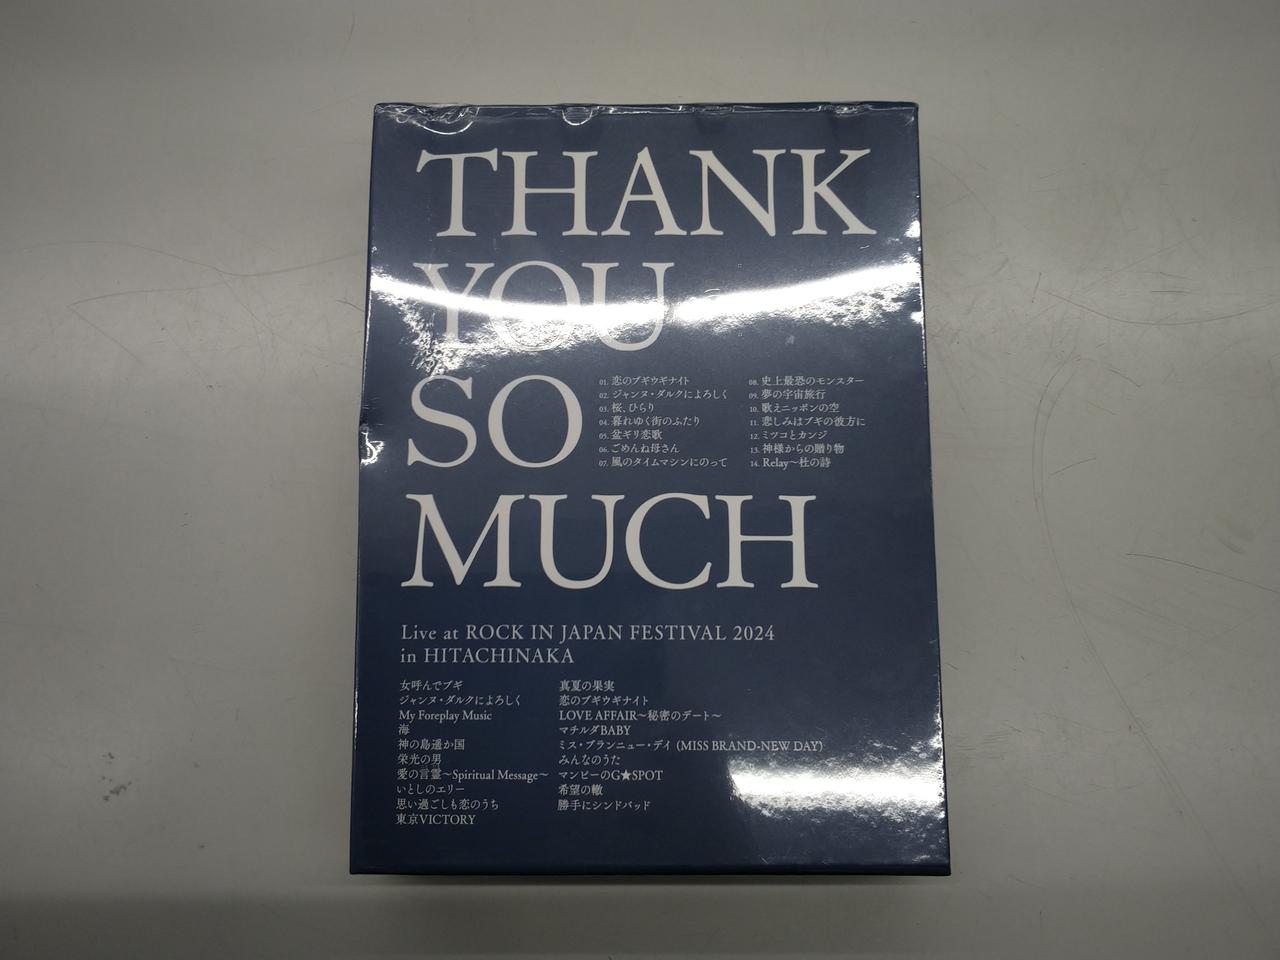 THANK
YOU
SO
MUCH
01. 恋のブギウギナイト
02. ジャンヌ・ダルクによろしく
03. 桜、ひらり
04. 暮れゆく街のふたり
05. 盆ギリ恋歌
06. ごめんね母さん
07. 風のタイムマシンにのって
08. 史上最恐のモンスター
09. 夢の宇宙旅行
10. 歌えニッポンの空
11. 悲しみはブギの彼方に
12. ミツコとカンジ
13. 神様からの贈り物
14. Relay〜杜の詩
Live at ROCK IN JAPAN FESTIVAL 2024
in HITACHINAKA
女呼んでブギ
ジャンヌ・ダルクによろしく
My Foreplay Music
海
神の島遥か国
栄光の男
愛の言霊〜Spiritual Message〜
いとしのエリー
思い過ごしも恋のうち
東京VICTORY
真夏の果実
恋のブギウギナイト
LOVE AFFAIR〜秘密のデート〜
マチルダBABY
ミス・ブランニュー・デイ (MISS BRAND-NEW DAY)
みんなのうた
マンピーのG★SPOT
希望の轍
勝手にシンドバッド